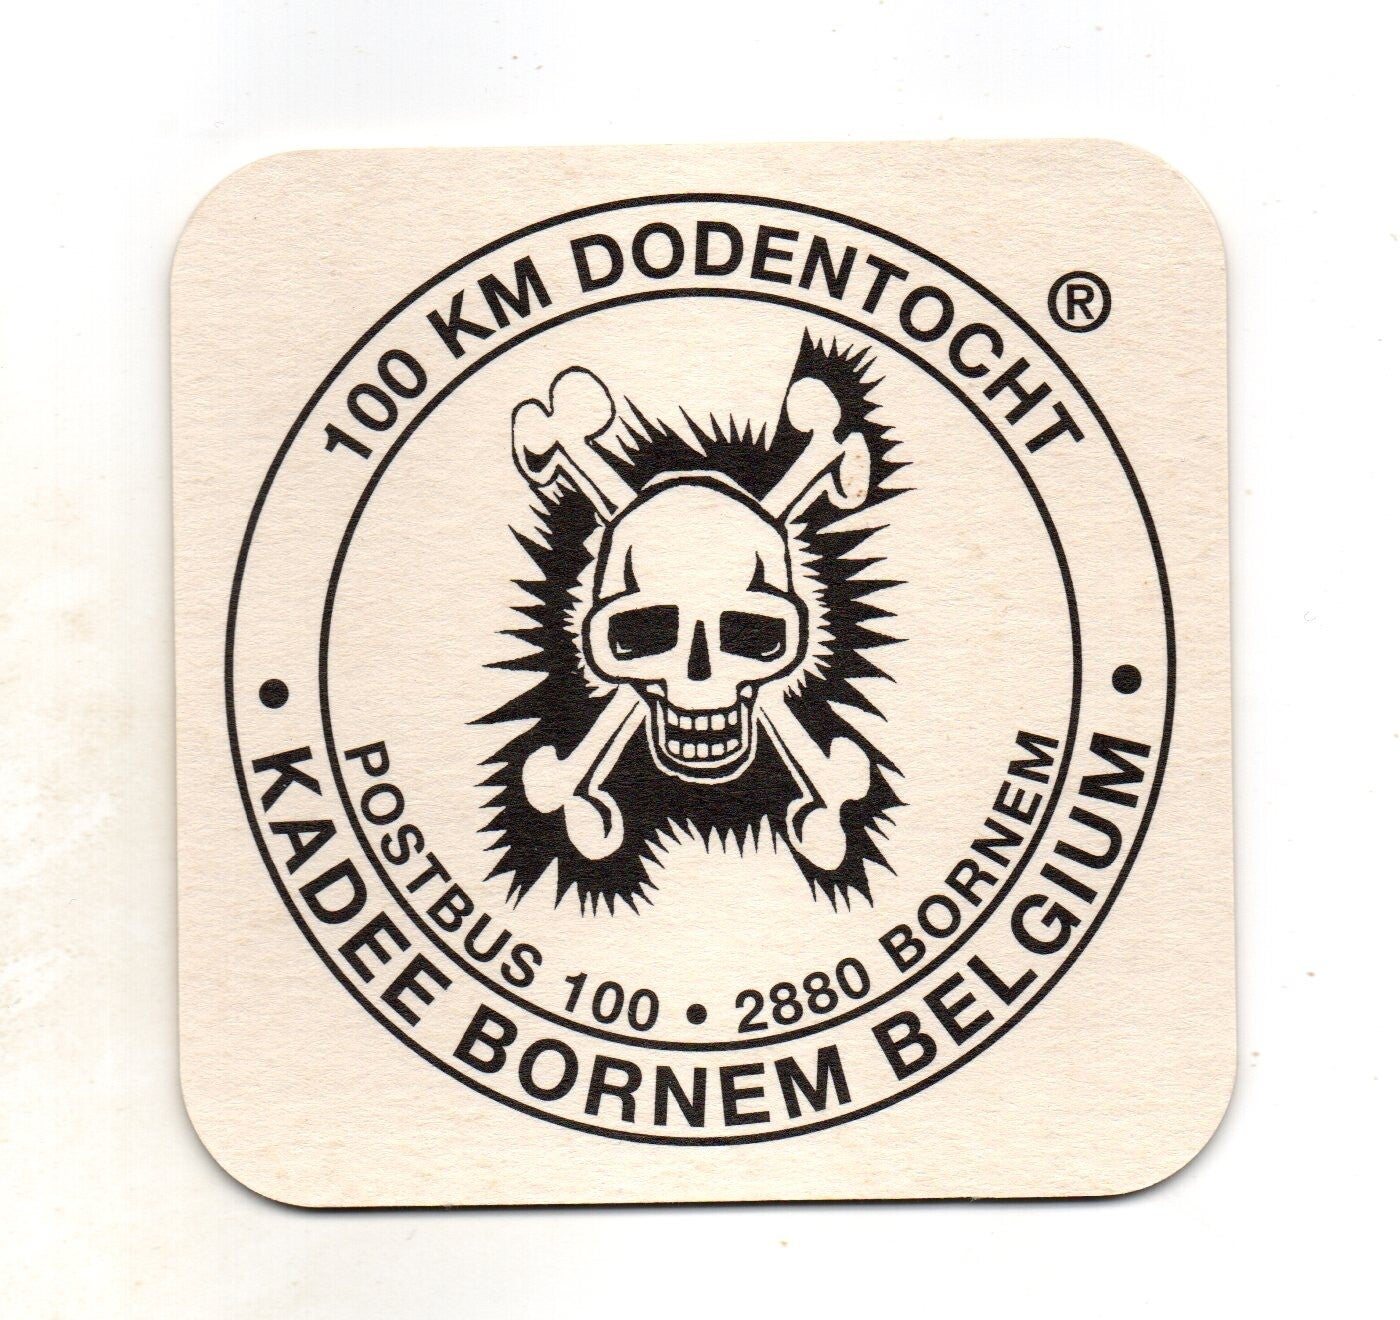 100 KM DODENTOCHT ®
POSTBUS 100 • 2880 BORNEM
• KADEE BORNEM BELGIUM •